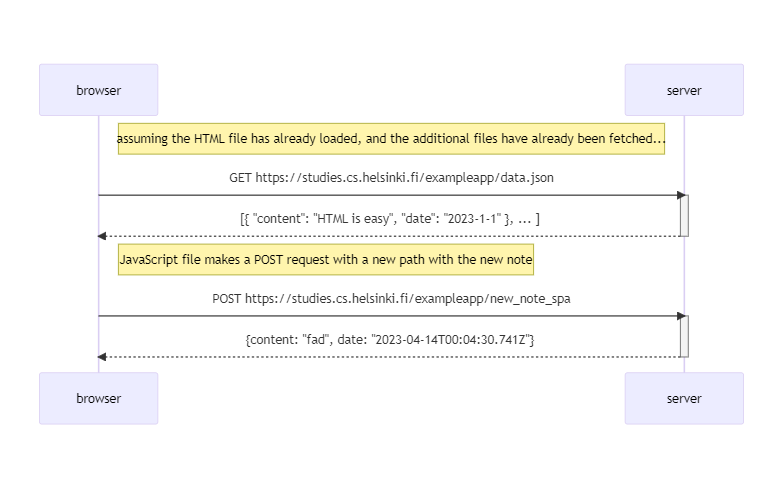 browser
server
assuming the HTML file has already loaded, and the additional files have already been fetched...
GET https://studies.cs.helsinki.fi/exampleapp/data.json
[{ "content": "HTML is easy", "date": "2023-1-1" }, ... ]
JavaScript file makes a POST request with a new path with the new note
POST https://studies.cs.helsinki.fi/exampleapp/new_note_spa
{content: "fad", date: "2023-04-14T00:04:30.741Z"}
browser
server